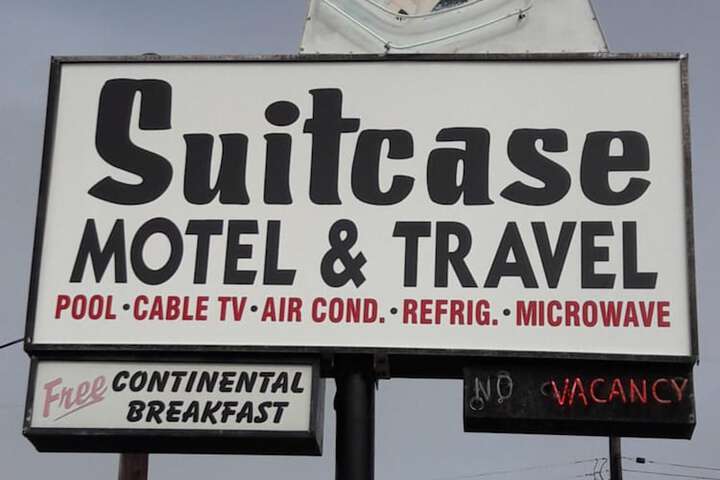 Suitcase
MOTEL & TRAVEL
POOL · CABLE TV · AIR COND. · REFRIG. · MICROWAVE
Free CONTINENTAL
BREAKFAST
NO VACANCY